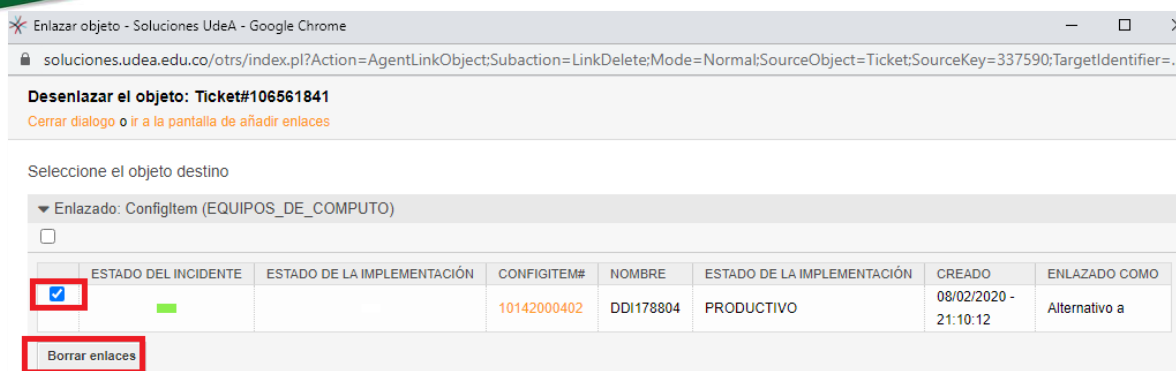 Enlazar objeto - Soluciones UdeA - Google Chrome
soluciones.udea.edu.co/otrs/index.pl?Action=AgentLinkObject;Subaction=LinkDelete;Mode=Normal;SourceObject=Ticket;SourceKey=337590;TargetIdentifier=...
Desenlazar el objeto: Ticket#106561841
Cerrar dialogo o ir a la pantalla de añadir enlaces
Seleccione el objeto destino
Enlazado: ConfigItem (EQUIPOS_DE_COMPUTO)
ESTADO DEL INCIDENTE ESTADO DE LA IMPLEMENTACIÓN CONFIGITEM# NOMBRE ESTADO DE LA IMPLEMENTACIÓN CREADO ENLAZADO COMO
10142000402 DDI178804 PRODUCTIVO 08/02/2020 - 21:10:12 Alternativo a
Borrar enlaces